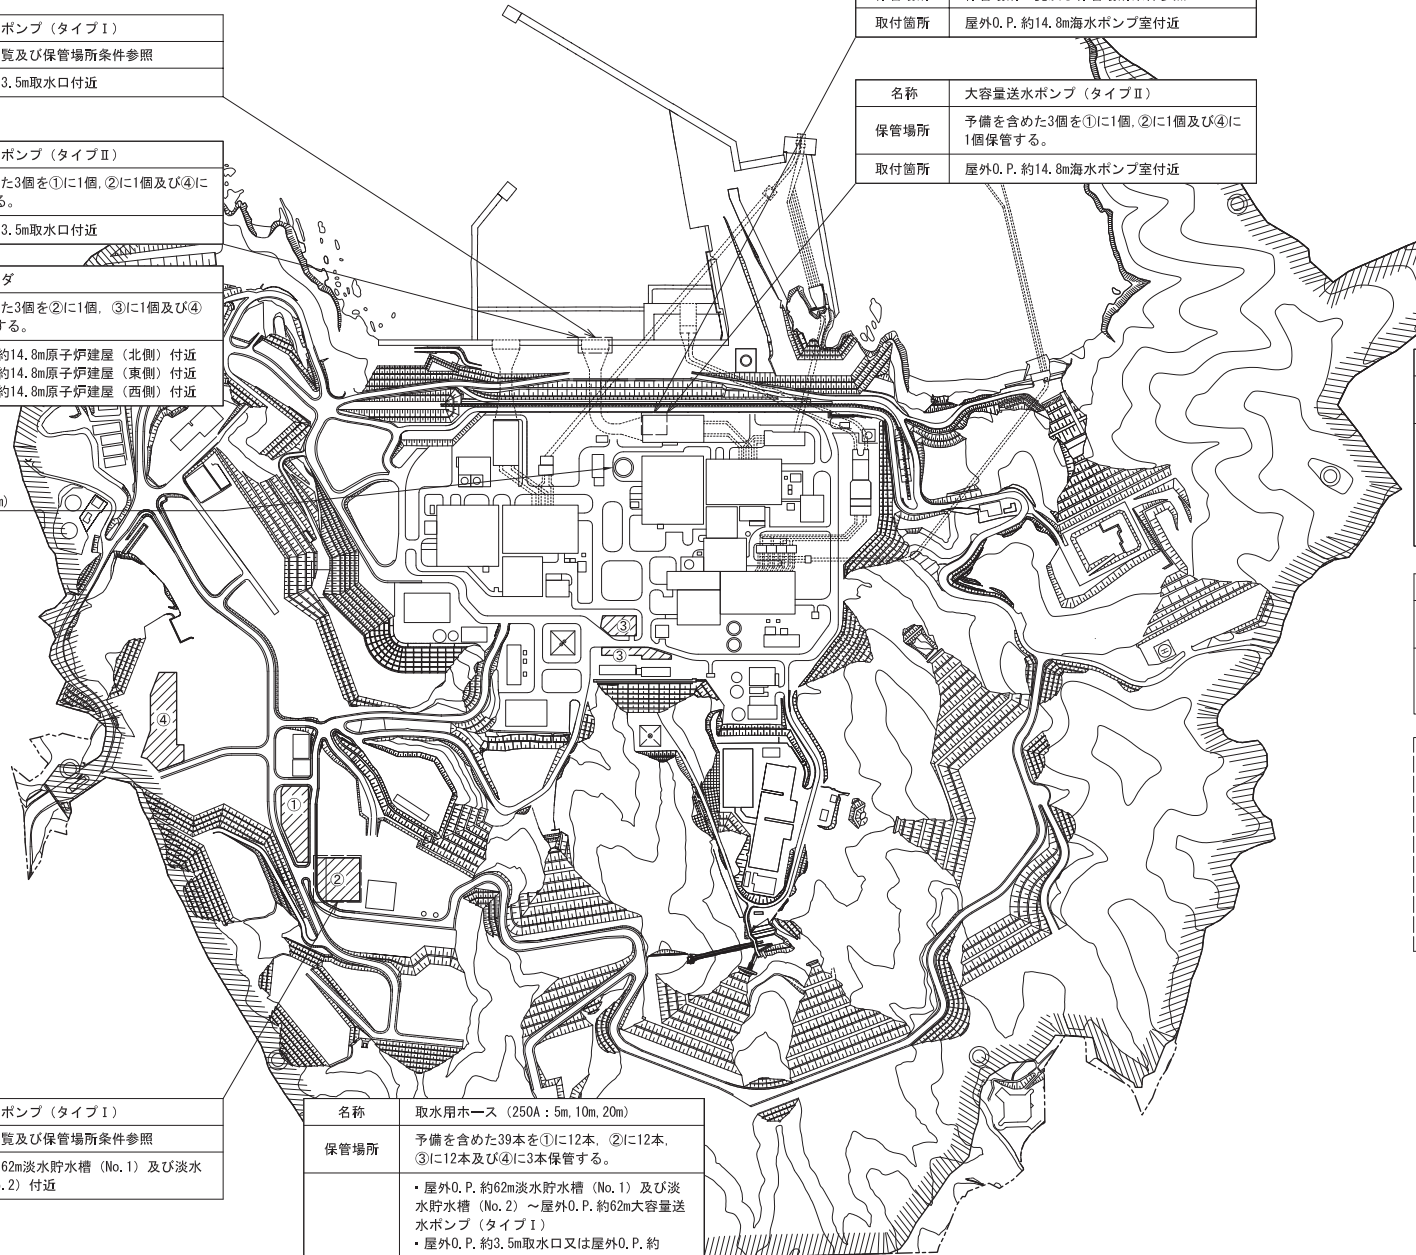 ポンプ（タイプⅠ）
覧及び保管場所条件参照
3.5m取水口付近
取付箇所 屋外O.P.約14.8m海水ポンプ室付近
名称 大容量送水ポンプ（タイプⅡ）
保管場所 予備を含めた3個を①に1個,②に1個及び④に
1個保管する。
取付箇所 屋外O.P.約14.8m海水ポンプ室付近
ポンプ（タイプⅡ）
た3個を①に1個,②に1個及び④に
る。
3.5m取水口付近
ダ
た3個を②に1個, ③に1個及び④
する。
約14.8m原子炉建屋（北側）付近
約14.8m原子炉建屋（東側）付近
約14.8m原子炉建屋（西側）付近
m)
③
③
④
①
②
ポンプ（タイプⅠ）
覧及び保管場所条件参照
62m淡水貯水槽（No.1）及び淡水
.2）付近
名称 取水用ホース（250A：5m,10m,20m）
保管場所 予備を含めた39本を①に12本, ②に12本,
③に12本及び④に3本保管する。
・屋外O.P.約62m淡水貯水槽（No.1）及び淡
水貯水槽（No.2）～屋外O.P.約62m大容量送
水ポンプ（タイプⅠ）
・屋外O.P.約3.5m取水口又は屋外O.P.約